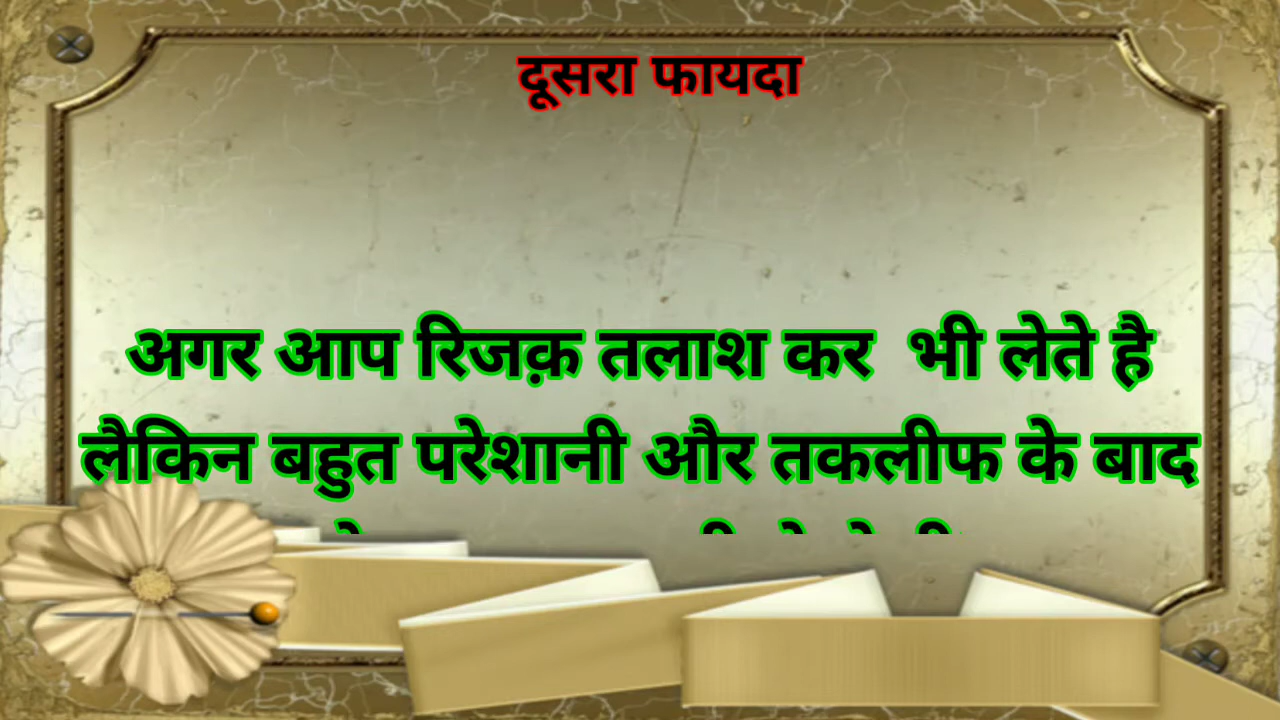 दूसरा फायदा
अगर आप रिजक़ तलाश कर भी लेते है
लैकिन बहुत परेशानी और तकलीफ के बाद